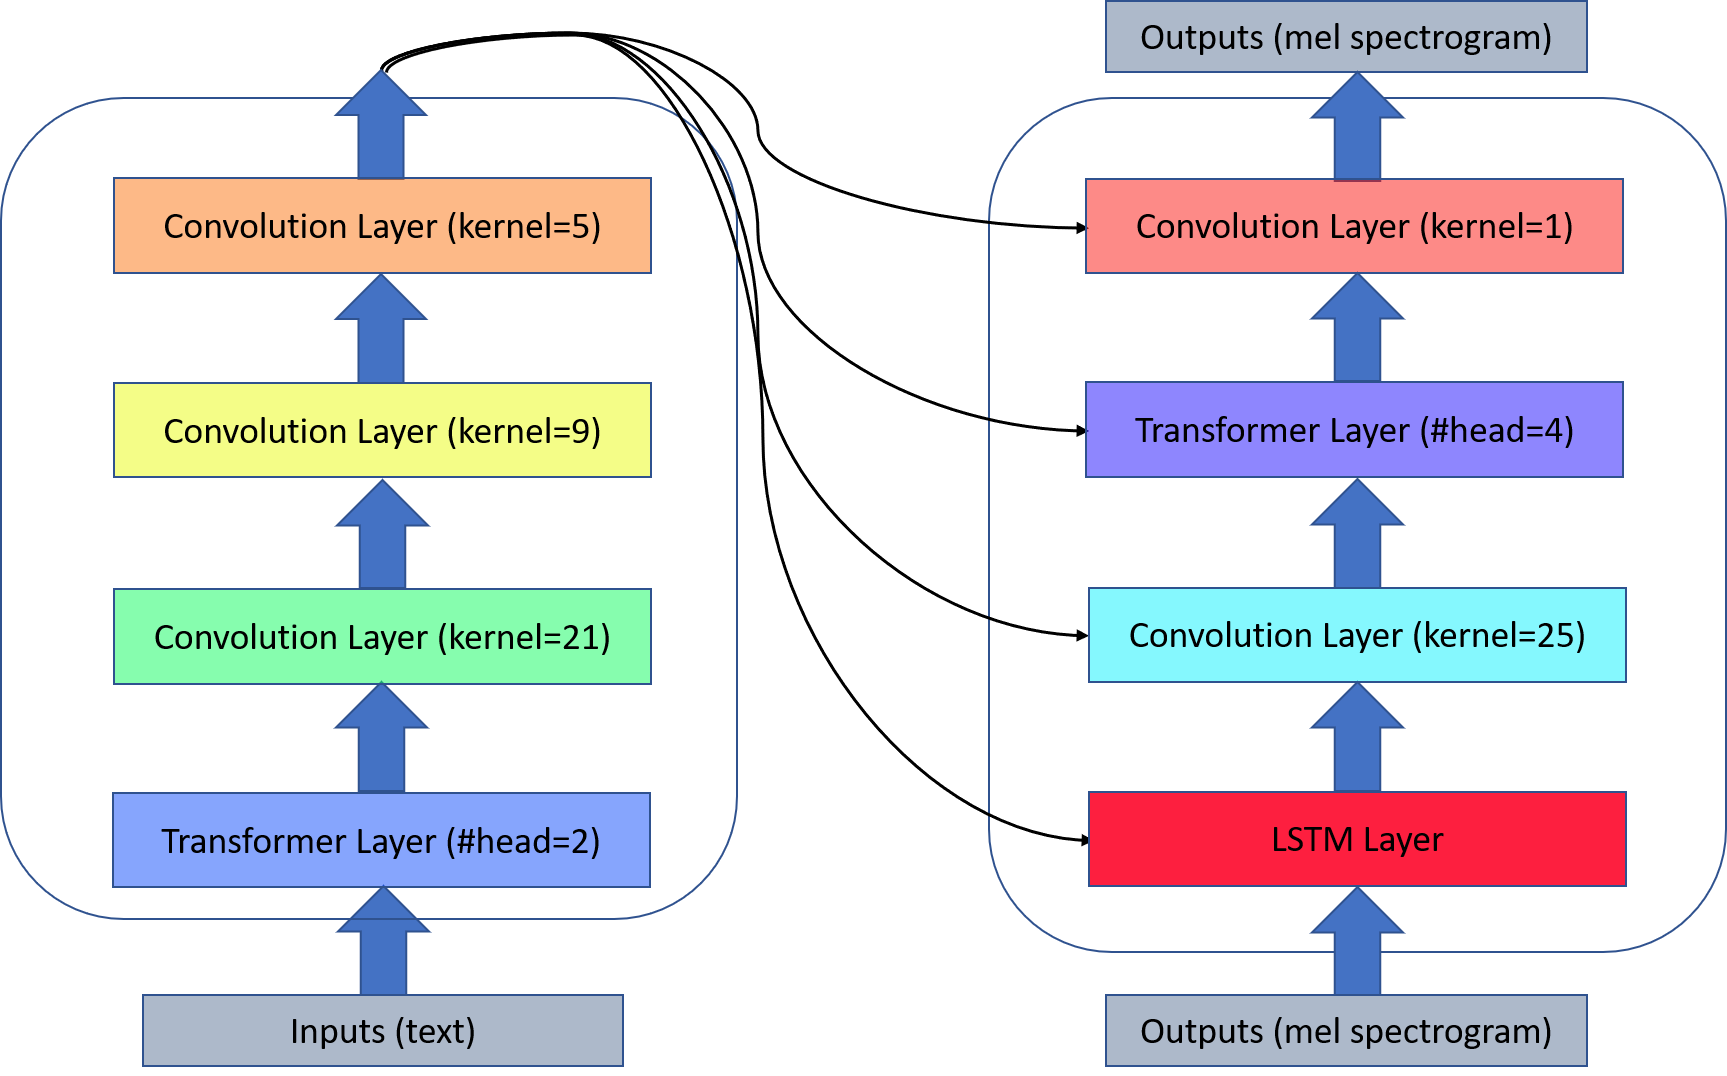 Convolution Layer (kernel=5)
Convolution Layer (kernel=9)
Convolution Layer (kernel=21)
Transformer Layer (#head=2)
Inputs (text)
Outputs (mel spectrogram)
Convolution Layer (kernel=1)
Transformer Layer (#head=4)
Convolution Layer (kernel=25)
LSTM Layer
Outputs (mel spectrogram)